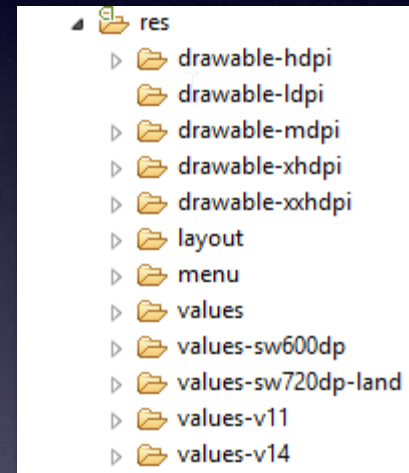 res
drawable-hdpi
drawable-ldpi
drawable-mdpi
drawable-xhdpi
drawable-xxhdpi
layout
menu
values
values-sw600dp
values-sw720dp-land
values-v11
values-v14